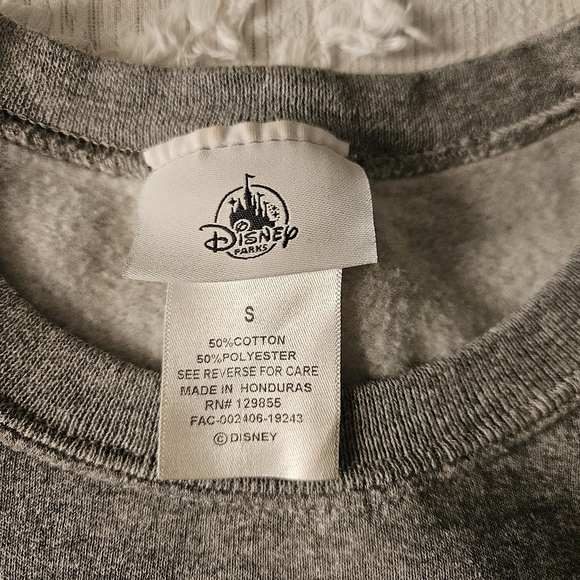 Disney
PARKS
S
50%COTTON
50%POLYESTER
SEE REVERSE FOR CARE
MADE IN HONDURAS
RN# 129855
FAC-002406-19243
©DISNEY